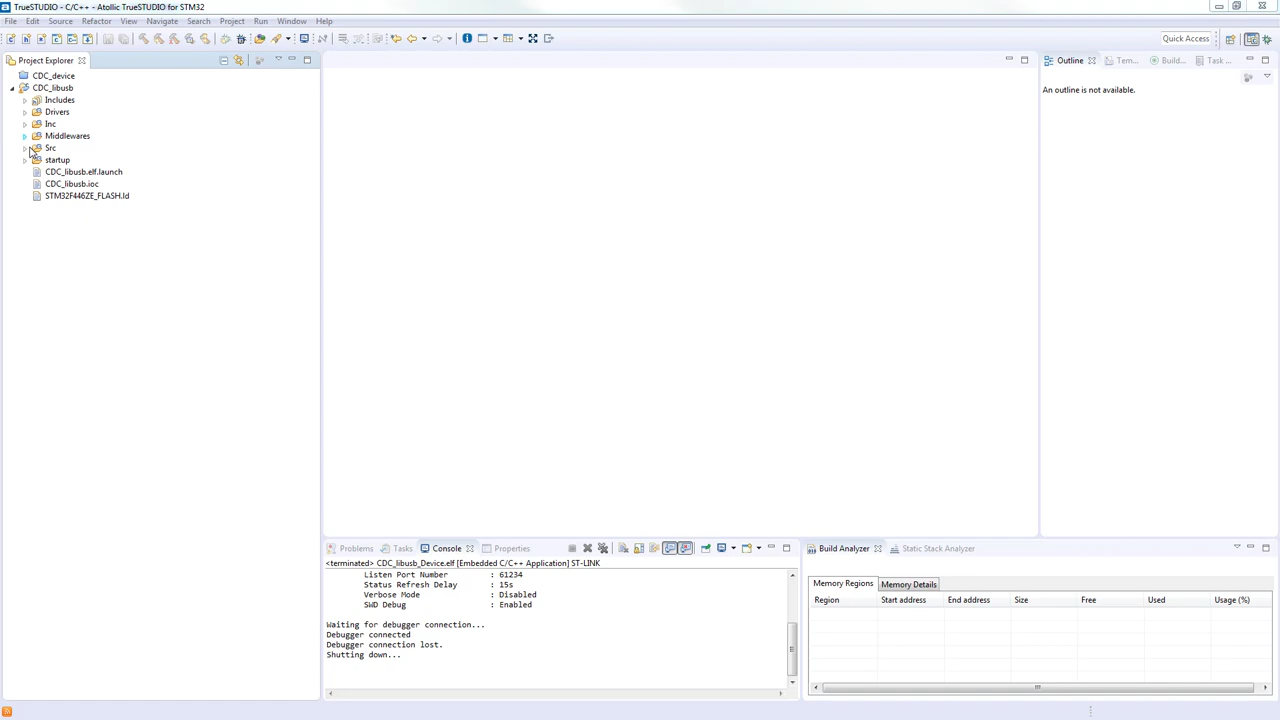 TrueSTUDIO - C/C++ - Atollic TrueSTUDIO for STM32
File Edit Source Refactor View Navigate Search Project Run Window Help
Quick Access
Project Explorer
CDC_device
CDC_libusb
Includes
Drivers
Inc
Middlewares
Src
startup
CDC_libusb.elf.launch
CDC_libusb.ioc
STM32F446ZE_FLASH.ld
Outline Tem... Build... Task ...
An outline is not available.
Problems Tasks Console Properties
<terminated> CDC_libusb_Device.elf [Embedded C/C++ Application] ST-LINK
Listen Port Number : 61234
Status Refresh Delay : 15s
Verbose Mode : Disabled
SWD Debug : Enabled
Waiting for debugger connection...
Debugger connected
Debugger connection lost.
Shutting down...
Build Analyzer Static Stack Analyzer
Memory Regions Memory Details
Region Start address End address Size Free Used Usage (%)